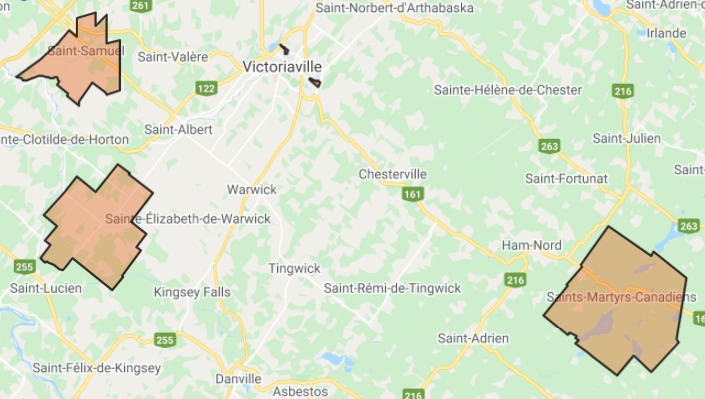 261
Saint-Norbert-d'Arthabaska
Saint-Adrien-d
Irlande
Saint-Samuel
Saint-Valère
Victoriaville
122
Sainte-Hélène-de-Chester
216
nte-Clotilde-de-Horton
Saint-Albert
263
Saint-Julien
Chesterville
Saint-
Saint-Fortunat
Warwick
161
Sainte-Élizabeth-de-Warwick
263
Ham-Nord
255
Tingwick
216
Saint-Lucien
Kingsey Falls
Saint-Rémi-de-Tingwick
Saints-Martyrs-Canadiens
16
255
Saint-Adrien
Saint-Félix-de-Kingsey
Danville
Asbestos
216